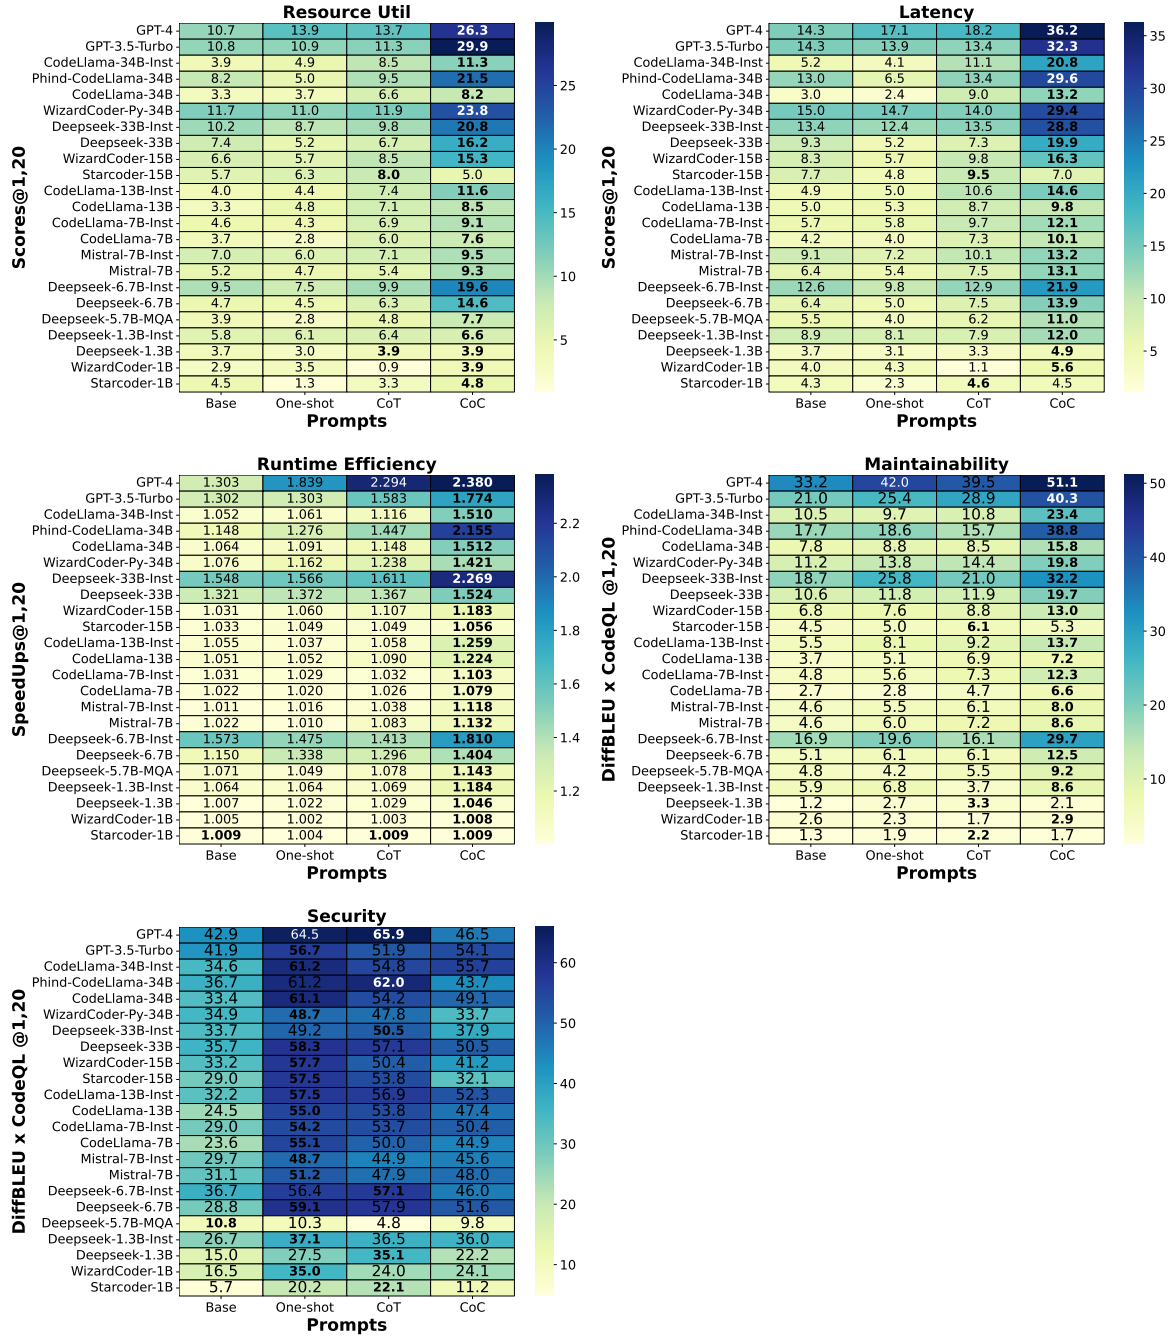 Resource Util
Scores@1,20
GPT-4 10.7 13.9 13.7 26.3
GPT-3.5-Turbo 10.8 10.9 11.3 29.9
CodeLlama-34B-Inst 3.9 4.9 8.5 11.3
Phind-CodeLlama-34B 8.2 5.0 9.5 21.5
CodeLlama-34B 3.3 3.7 6.6 8.2
WizardCoder-Py-34B 11.7 11.0 11.9 23.8
Deepseek-33B-Inst 10.2 8.7 9.8 20.8
Deepseek-33B 7.4 5.2 6.7 16.2
WizardCoder-15B 6.6 5.7 8.5 15.3
Starcoder-15B 5.7 6.3 8.0 5.0
CodeLlama-13B-Inst 4.0 4.4 7.4 11.6
CodeLlama-13B 3.3 4.8 7.1 8.5
CodeLlama-7B-Inst 4.6 4.3 6.9 9.1
CodeLlama-7B 3.7 2.8 6.0 7.6
Mistral-7B-Inst 7.0 6.0 7.1 9.5
Mistral-7B 5.2 4.7 5.4 9.3
Deepseek-6.7B-Inst 9.5 7.5 9.9 19.6
Deepseek-6.7B 4.7 4.5 6.3 14.6
Deepseek-5.7B-MQA 3.9 2.8 4.8 7.7
Deepseek-1.3B-Inst 5.8 6.1 6.4 6.6
Deepseek-1.3B 3.7 3.0 3.9 3.9
WizardCoder-1B 2.9 3.5 0.9 3.9
Starcoder-1B 4.5 1.3 3.3 4.8
Base One-shot CoT CoC
Prompts
25
20
15
10
5
Latency
Scores@1,20
GPT-4 14.3 17.1 18.2 36.2
GPT-3.5-Turbo 14.3 13.9 13.4 32.3
CodeLlama-34B-Inst 5.2 4.1 11.1 20.8
Phind-CodeLlama-34B 13.0 6.5 13.4 29.6
CodeLlama-34B 3.0 2.4 9.0 13.2
WizardCoder-Py-34B 15.0 14.7 14.0 29.4
Deepseek-33B-Inst 13.4 12.4 13.5 28.8
Deepseek-33B 9.3 5.2 7.3 19.9
WizardCoder-15B 8.3 5.7 9.8 16.3
Starcoder-15B 7.7 4.8 9.5 7.0
CodeLlama-13B-Inst 4.9 5.0 10.6 14.6
CodeLlama-13B 5.0 5.3 8.7 9.8
CodeLlama-7B-Inst 5.7 5.8 9.7 12.1
CodeLlama-7B 4.2 4.0 7.3 10.1
Mistral-7B-Inst 9.1 7.2 10.1 13.2
Mistral-7B 6.4 5.4 7.5 13.1
Deepseek-6.7B-Inst 12.6 9.8 12.9 21.9
Deepseek-6.7B 6.4 5.0 7.5 13.9
Deepseek-5.7B-MQA 5.5 4.0 6.2 11.0
Deepseek-1.3B-Inst 8.9 8.1 7.9 12.0
Deepseek-1.3B 3.7 3.1 3.3 4.9
WizardCoder-1B 4.0 4.3 1.1 5.6
Starcoder-1B 4.3 2.3 4.6 4.5
Base One-shot CoT CoC
Prompts
35
30
25
20
15
10
5
Runtime Efficiency
SpeedUps@1,20
GPT-4 1.303 1.839 2.294 2.380
GPT-3.5-Turbo 1.302 1.303 1.583 1.774
CodeLlama-34B-Inst 1.052 1.061 1.116 1.510
Phind-CodeLlama-34B 1.148 1.276 1.447 2.155
CodeLlama-34B 1.064 1.091 1.148 1.512
WizardCoder-Py-34B 1.076 1.162 1.238 1.421
Deepseek-33B-Inst 1.548 1.566 1.611 2.269
Deepseek-33B 1.321 1.372 1.367 1.524
WizardCoder-15B 1.031 1.060 1.107 1.183
Starcoder-15B 1.033 1.049 1.049 1.056
CodeLlama-13B-Inst 1.055 1.037 1.058 1.259
CodeLlama-13B 1.051 1.052 1.090 1.224
CodeLlama-7B-Inst 1.031 1.029 1.032 1.103
CodeLlama-7B 1.022 1.020 1.026 1.079
Mistral-7B-Inst 1.011 1.016 1.038 1.118
Mistral-7B 1.022 1.010 1.083 1.132
Deepseek-6.7B-Inst 1.573 1.475 1.413 1.810
Deepseek-6.7B 1.150 1.338 1.296 1.404
Deepseek-5.7B-MQA 1.071 1.049 1.078 1.143
Deepseek-1.3B-Inst 1.064 1.064 1.069 1.184
Deepseek-1.3B 1.007 1.022 1.029 1.046
WizardCoder-1B 1.005 1.002 1.003 1.008
Starcoder-1B 1.009 1.004 1.009 1.009
Base One-shot CoT CoC
Prompts
2.2
2.0
1.8
1.6
1.4
1.2
Maintainability
DiffBLEU x CodeQL @1,20
GPT-4 33.2 42.0 39.5 51.1
GPT-3.5-Turbo 21.0 25.4 28.9 40.3
CodeLlama-34B-Inst 10.5 9.7 10.8 23.4
Phind-CodeLlama-34B 17.7 18.6 15.7 38.8
CodeLlama-34B 7.8 8.8 8.5 15.8
WizardCoder-Py-34B 11.2 13.8 14.4 19.8
Deepseek-33B-Inst 18.7 25.8 21.0 32.2
Deepseek-33B 10.6 11.8 11.9 19.7
WizardCoder-15B 6.8 7.6 8.8 13.0
Starcoder-15B 4.5 5.0 6.1 5.3
CodeLlama-13B-Inst 5.5 8.1 9.2 13.7
CodeLlama-13B 3.7 5.1 6.9 7.2
CodeLlama-7B-Inst 4.8 5.6 7.3 12.3
CodeLlama-7B 2.7 2.8 4.7 6.6
Mistral-7B-Inst 4.6 5.5 6.1 8.0
Mistral-7B 4.6 6.0 7.2 8.6
Deepseek-6.7B-Inst 16.9 19.6 16.1 29.7
Deepseek-6.7B 5.1 6.1 6.1 12.5
Deepseek-5.7B-MQA 4.8 4.2 5.5 9.2
Deepseek-1.3B-Inst 5.9 6.8 3.7 8.6
Deepseek-1.3B 1.2 2.7 3.3 2.1
WizardCoder-1B 2.6 2.3 1.7 2.9
Starcoder-1B 1.3 1.9 2.2 1.7
Base One-shot CoT CoC
Prompts
50
40
30
20
10
Security
DiffBLEU x CodeQL @1,20
GPT-4 42.9 64.5 65.9 46.5
GPT-3.5-Turbo 41.9 56.7 51.9 54.1
CodeLlama-34B-Inst 34.6 61.2 54.8 55.7
Phind-CodeLlama-34B 36.7 61.2 62.0 43.7
CodeLlama-34B 33.4 61.1 54.2 49.1
WizardCoder-Py-34B 34.9 48.7 47.8 33.7
Deepseek-33B-Inst 33.7 49.2 50.5 37.9
Deepseek-33B 35.7 58.3 57.1 50.5
WizardCoder-15B 33.2 57.7 50.4 41.2
Starcoder-15B 29.0 57.5 53.8 32.1
CodeLlama-13B-Inst 32.2 57.5 56.9 52.3
CodeLlama-13B 24.5 55.0 53.8 47.4
CodeLlama-7B-Inst 29.0 54.2 53.7 50.4
CodeLlama-7B 23.6 55.1 50.0 44.9
Mistral-7B-Inst 29.7 48.7 44.9 45.6
Mistral-7B 31.1 51.2 47.9 48.0
Deepseek-6.7B-Inst 36.7 56.4 57.1 46.0
Deepseek-6.7B 28.8 59.1 57.9 51.6
Deepseek-5.7B-MQA 10.8 10.3 4.8 9.8
Deepseek-1.3B-Inst 26.7 37.1 36.5 36.0
Deepseek-1.3B 15.0 27.5 35.1 22.2
WizardCoder-1B 16.5 35.0 24.0 24.1
Starcoder-1B 5.7 20.2 22.1 11.2
Base One-shot CoT CoC
Prompts
60
50
40
30
20
10